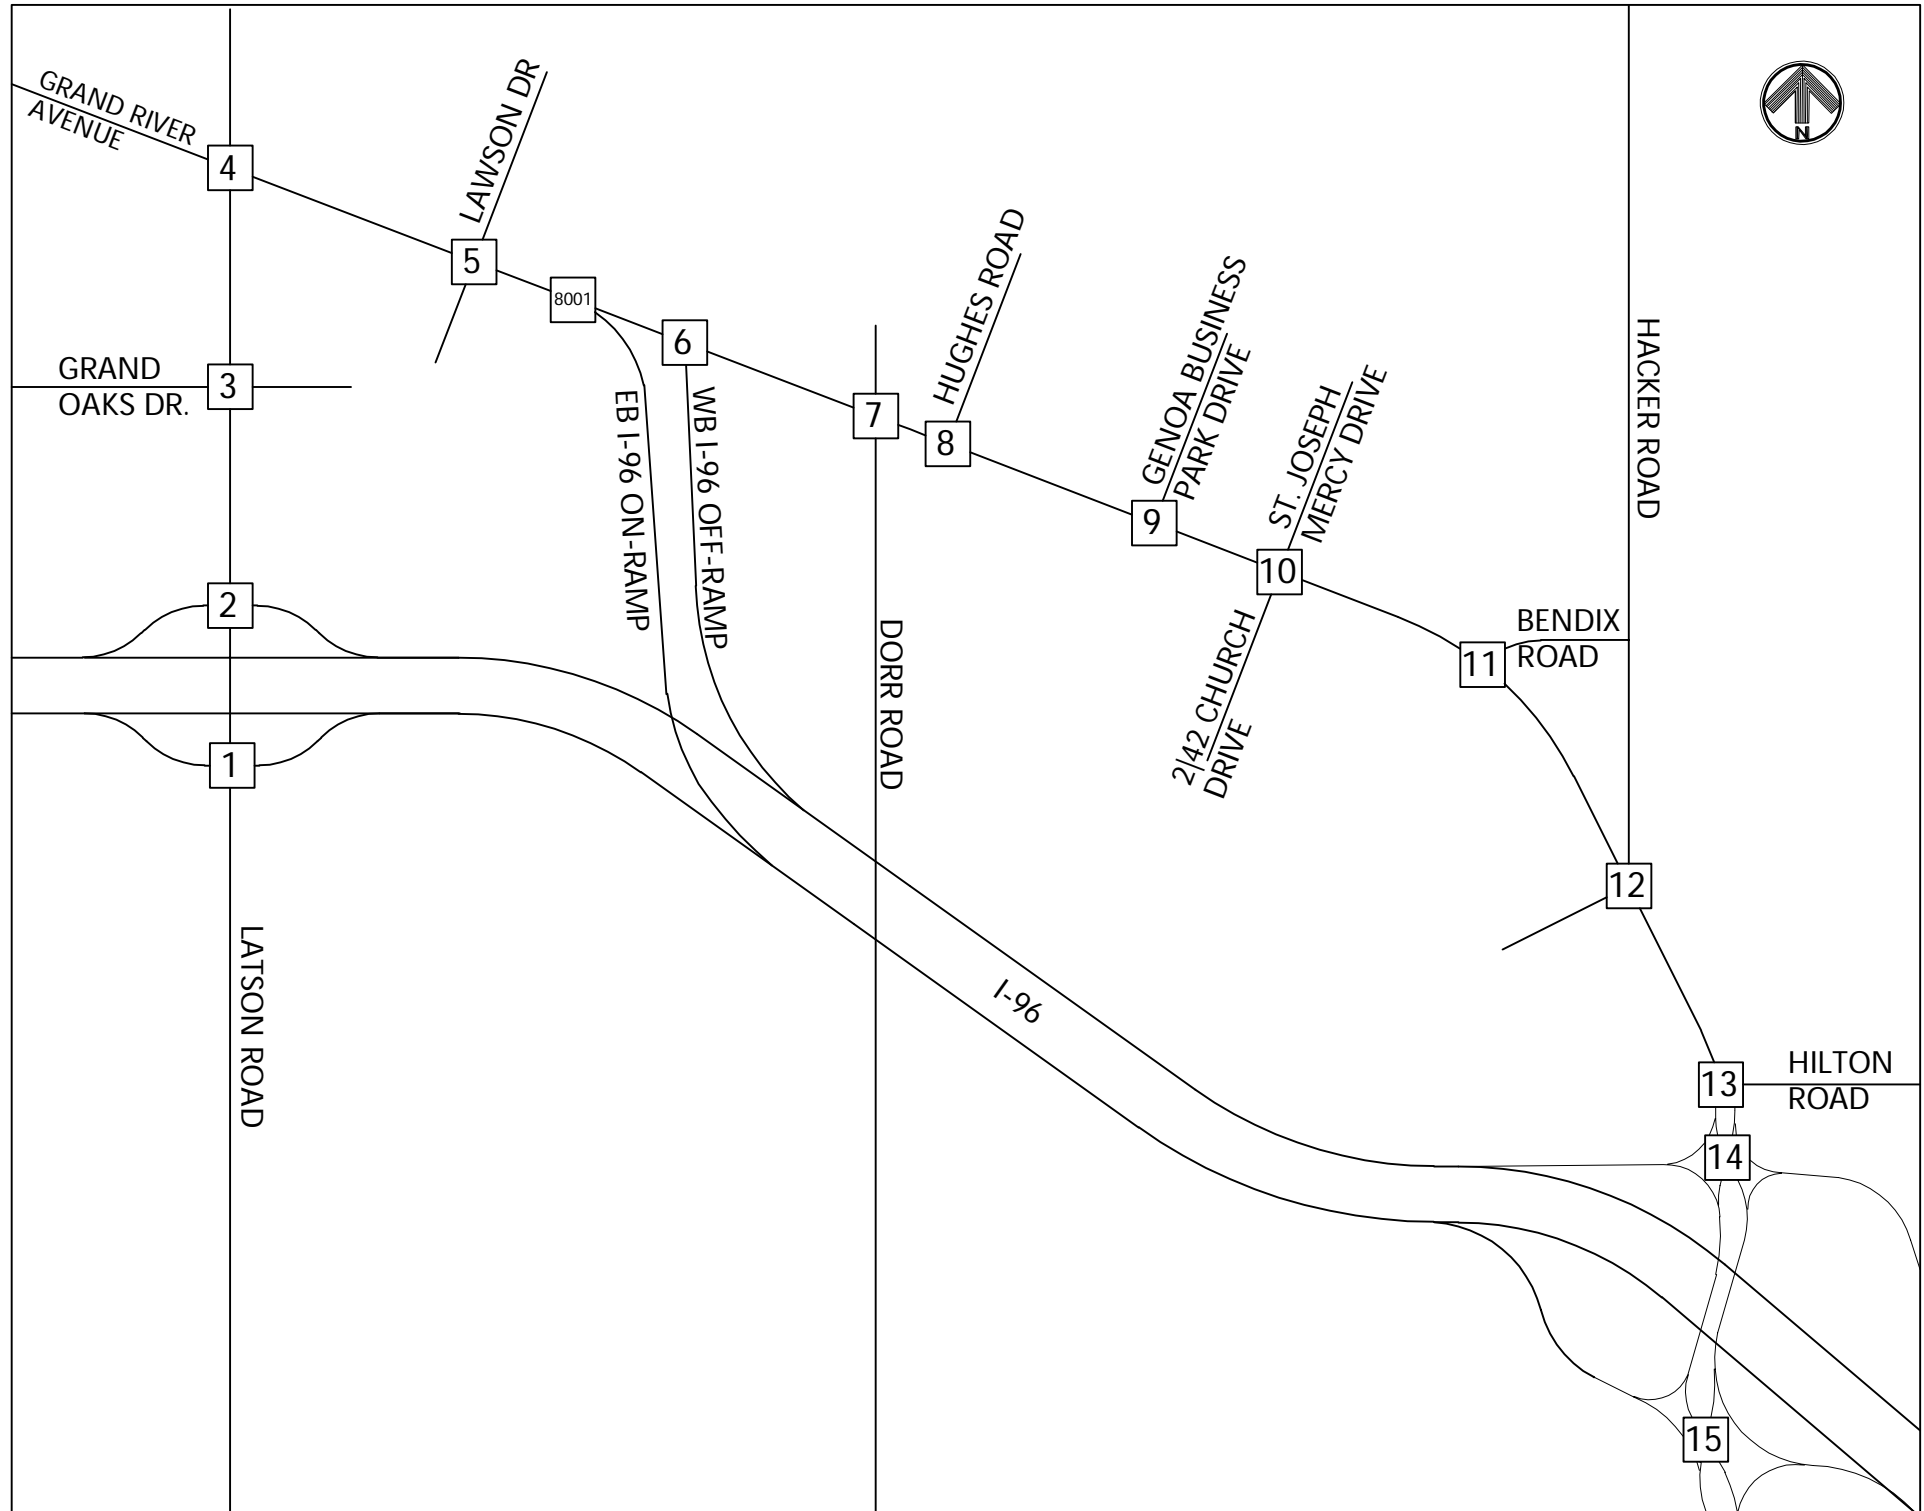 GRAND RIVER
AVENUE
4
LAWSON DR
N
5
8001
6
GRAND
OAKS DR.
3
EB I-96 ON-RAMP
WB I-96 OFF-RAMP
7
HUGHES ROAD
8
GENOA BUSINESS
PARK DRIVE
9
ST. JOSEPH
MERCY DRIVE
10
HACKER ROAD
2
1
DORR ROAD
2|42 CHURCH
DRIVE
BENDIX
ROAD
11
12
LATSON ROAD
I-96
HILTON
ROAD
13
14
15